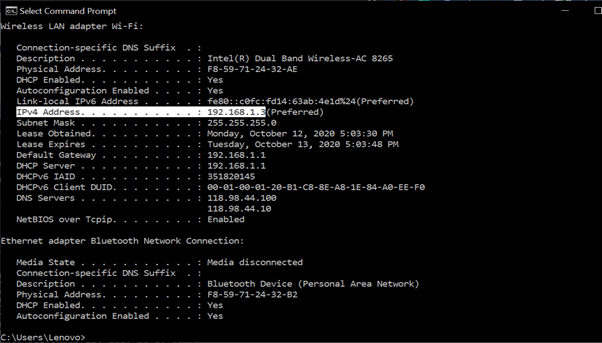 Select Command Prompt
Wireless LAN adapter Wi-Fi:
Connection-specific DNS Suffix . :
Description . . . . . . . . . . . : Intel(R) Dual Band Wireless-AC 8265
Physical Address. . . . . . . . . : F8-59-71-24-32-AE
DHCP Enabled. . . . . . . . . . . : Yes
Autoconfiguration Enabled . . . . : Yes
Link-local IPv6 Address . . . . . : fe80::c0fc:fd14:63ab:4e1d%24(Preferred)
IPv4 Address. . . . . . . . . . . : 192.168.1.3(Preferred)
Subnet Mask . . . . . . . . . . . : 255.255.255.0
Lease Obtained. . . . . . . . . . : Monday, October 12, 2020 5:03:30 PM
Lease Expires . . . . . . . . . . : Tuesday, October 13, 2020 5:03:48 PM
Default Gateway . . . . . . . . . : 192.168.1.1
DHCP Server . . . . . . . . . . . : 192.168.1.1
DHCPv6 IAID . . . . . . . . . . . : 351820145
DHCPv6 Client DUID. . . . . . . . : 00-01-00-01-20-B1-C8-8E-A8-1E-84-A0-EE-F0
DNS Servers . . . . . . . . . . . : 118.98.44.100
118.98.44.10
NetBIOS over Tcpip. . . . . . . . : Enabled
Ethernet adapter Bluetooth Network Connection:
Media State . . . . . . . . . . . : Media disconnected
Connection-specific DNS Suffix . :
Description . . . . . . . . . . . : Bluetooth Device (Personal Area Network)
Physical Address. . . . . . . . . : F8-59-71-24-32-B2
DHCP Enabled. . . . . . . . . . . : Yes
Autoconfiguration Enabled . . . . : Yes
C:\Users\Lenovo>